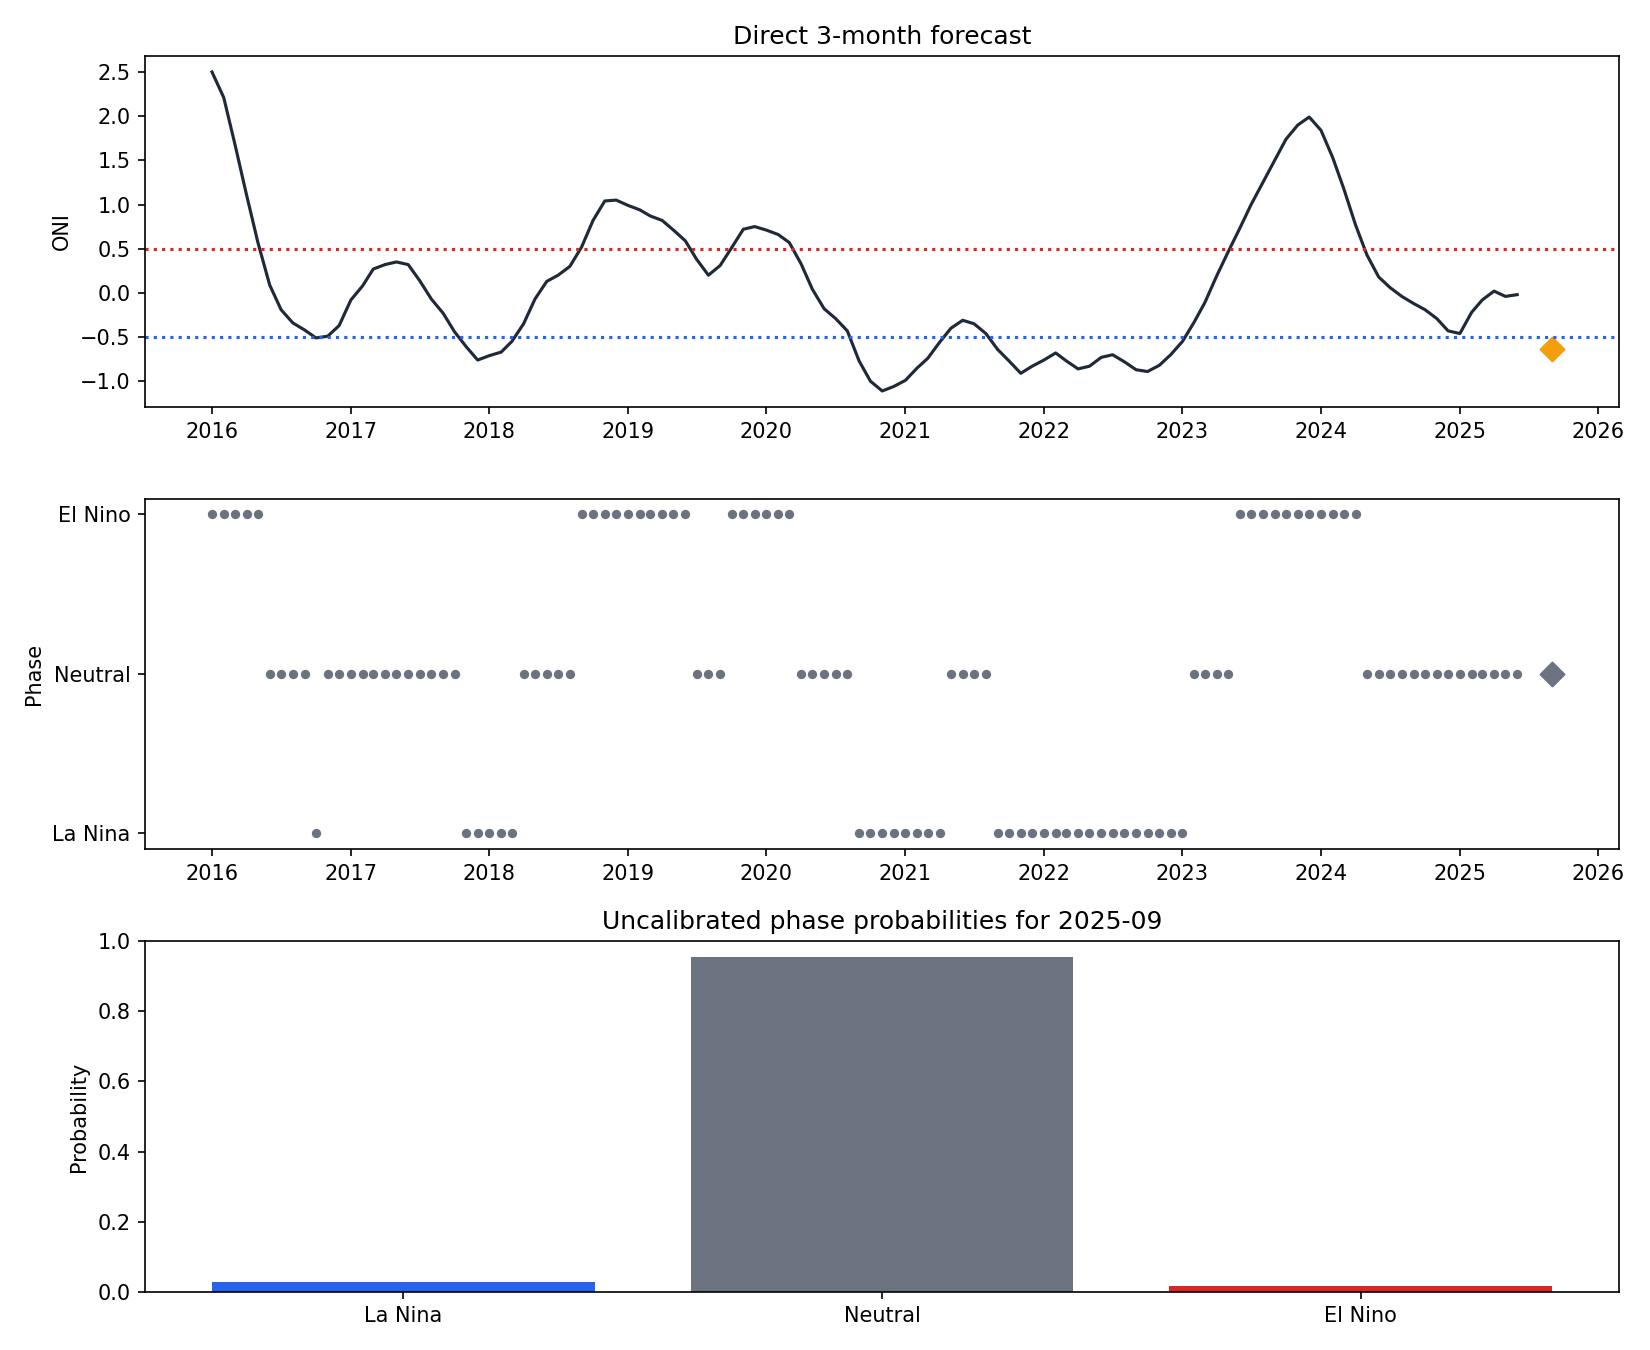 Direct 3-month forecast
ONI
2.5
2.0
1.5
1.0
0.5
0.0
−0.5
−1.0
2016 2017 2018 2019 2020 2021 2022 2023 2024 2025 2026
Phase
El Nino
Neutral
La Nina
2016 2017 2018 2019 2020 2021 2022 2023 2024 2025 2026
Uncalibrated phase probabilities for 2025-09
Probability
1.0
0.8
0.6
0.4
0.2
0.0
La Nina Neutral El Nino